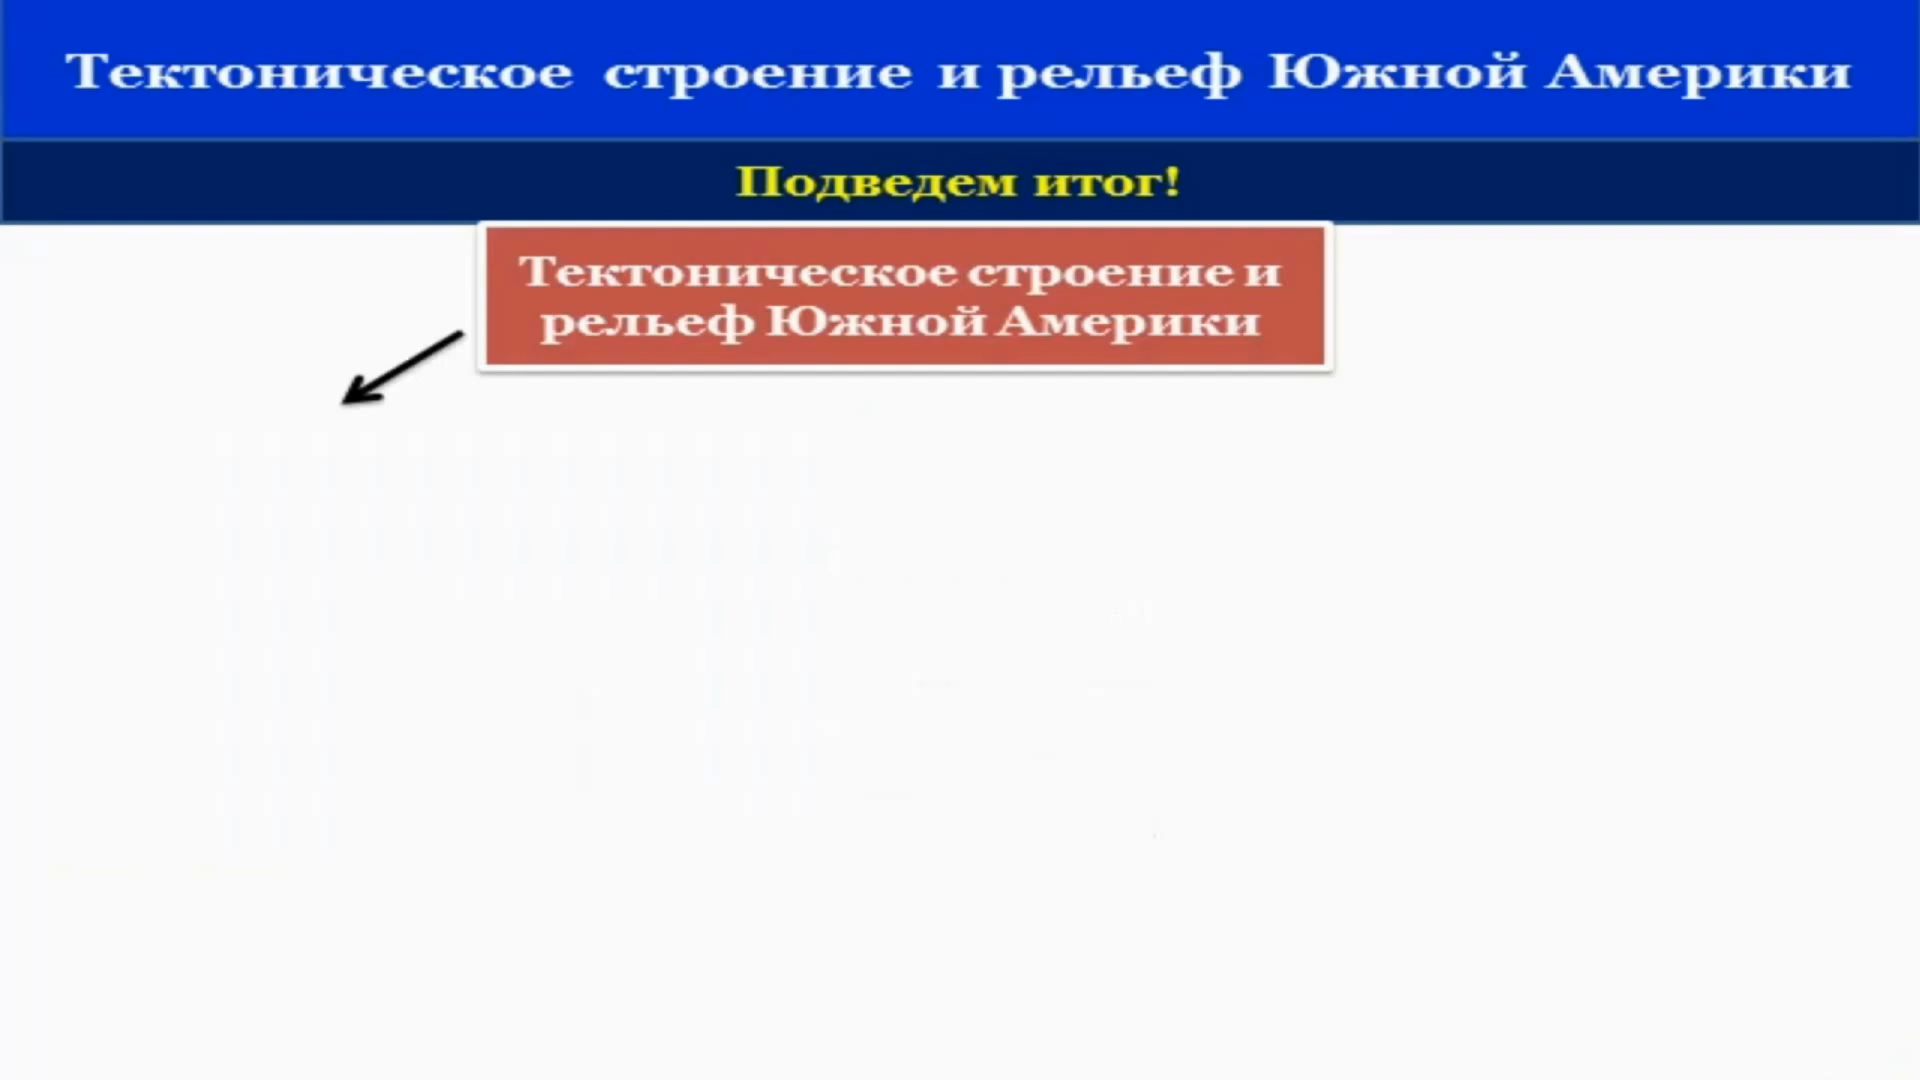 Тектоническое строение и рельеф Южной Америки
Подведем итог!
Тектоническое строение и
рельеф Южной Америки